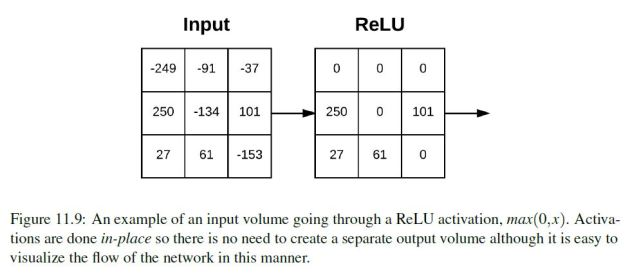 Input ReLU
-249 -91 -37 0 0 0
250 -134 101 250 0 101
27 61 -153 27 61 0
Figure 11.9: An example of an input volume going through a ReLU activation, max(0,x). Activa-
tions are done in-place so there is no need to create a separate output volume although it is easy to
visualize the flow of the network in this manner.